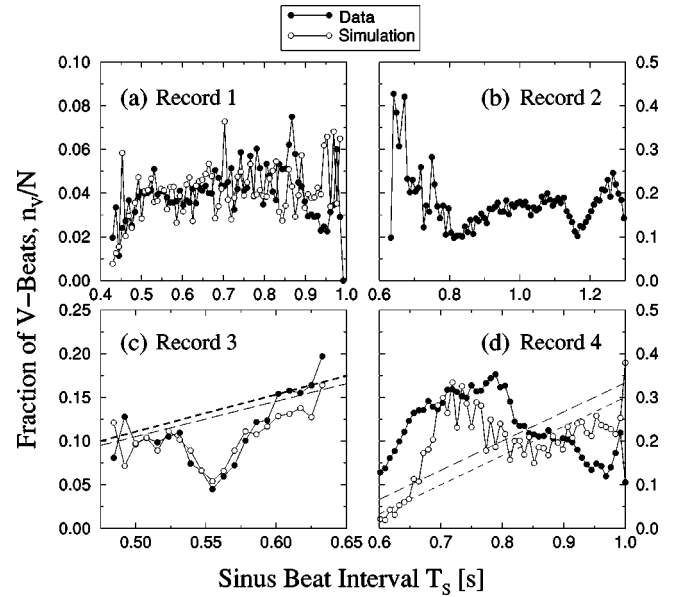 Data
Simulation
Fraction of V−Beats, nv/N
(a) Record 1
0.10
0.08
0.06
0.04
0.02
0.00
0.4 0.5 0.6 0.7 0.8 0.9 1.0
(b) Record 2
0.5
0.4
0.3
0.2
0.1
0.0
0.6 0.8 1.0 1.2
(c) Record 3
0.25
0.20
0.15
0.10
0.05
0.00
0.50 0.55 0.60 0.65
(d) Record 4
0.5
0.4
0.3
0.2
0.1
0.0
0.6 0.7 0.8 0.9 1.0
Sinus Beat Interval TS [s]